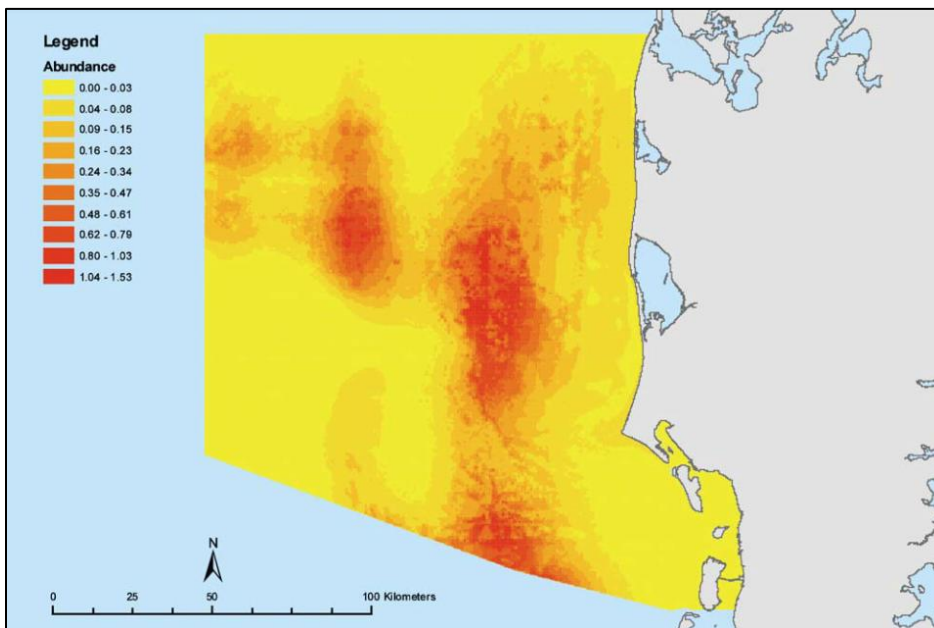 Legend
Abundance
0.00 - 0.03
0.04 - 0.08
0.09 - 0.15
0.16 - 0.23
0.24 - 0.34
0.35 - 0.47
0.48 - 0.61
0.62 - 0.79
0.80 - 1.03
1.04 - 1.53
N
0 25 50 100 Kilometers